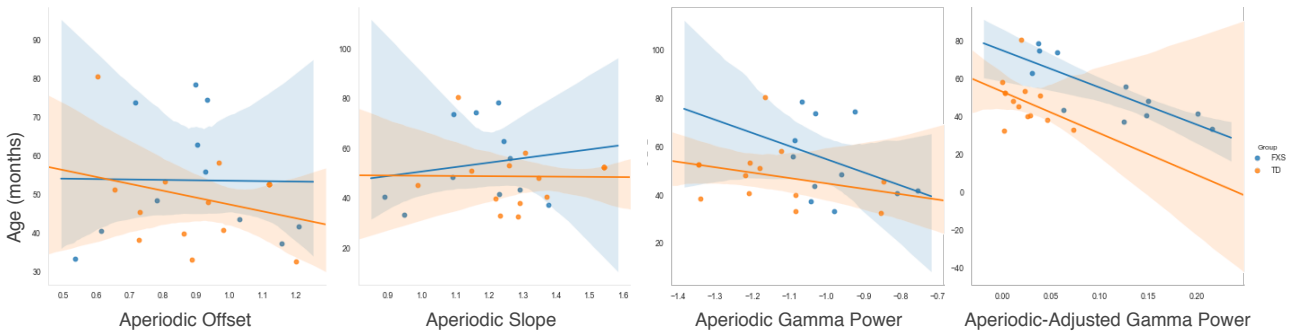 Age (months)
90
80
70
60
50
40
30
0.5 0.6 0.7 0.8 0.9 1.0 1.1 1.2
Aperiodic Offset
100
80
60
40
20
0.9 1.0 1.1 1.2 1.3 1.4 1.5 1.6
Aperiodic Slope
100
80
60
40
20
−1.4 −1.3 −1.2 −1.1 −1.0 −0.9 −0.8 −0.7
Aperiodic Gamma Power
80
60
40
20
0
−20
−40
0.00 0.05 0.10 0.15 0.20
Aperiodic-Adjusted Gamma Power
Group
FXS
TD